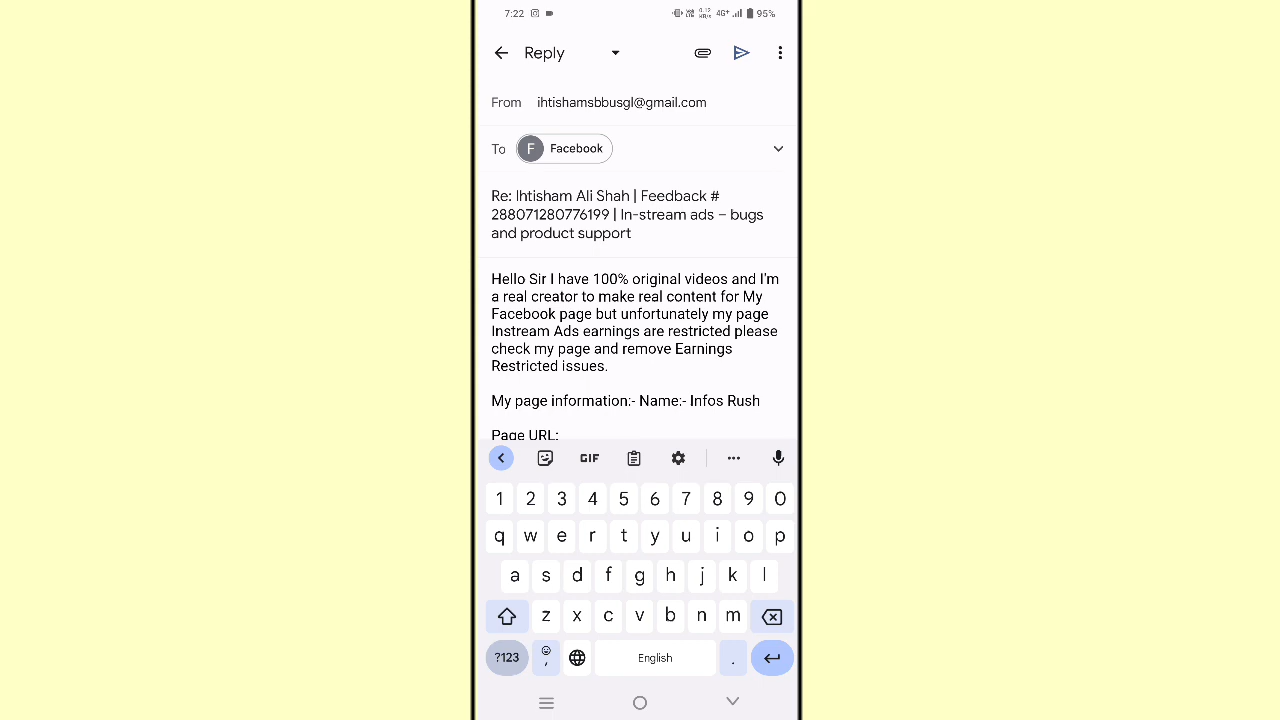 7:22
0.12 KB/s 4G+ 95%
Reply
From ihtishamsbbusgl@gmail.com
To F Facebook
Re: Ihtisham Ali Shah | Feedback #
288071280776199 | In-stream ads – bugs
and product support
Hello Sir I have 100% original videos and I'm
a real creator to make real content for My
Facebook page but unfortunately my page
Instream Ads earnings are restricted please
check my page and remove Earnings
Restricted issues.
My page information:- Name:- Infos Rush
Page URL:
GIF
1 2 3 4 5 6 7 8 9 0
q w e r t y u i o p
a s d f g h j k l
z x c v b n m
?123 , English .